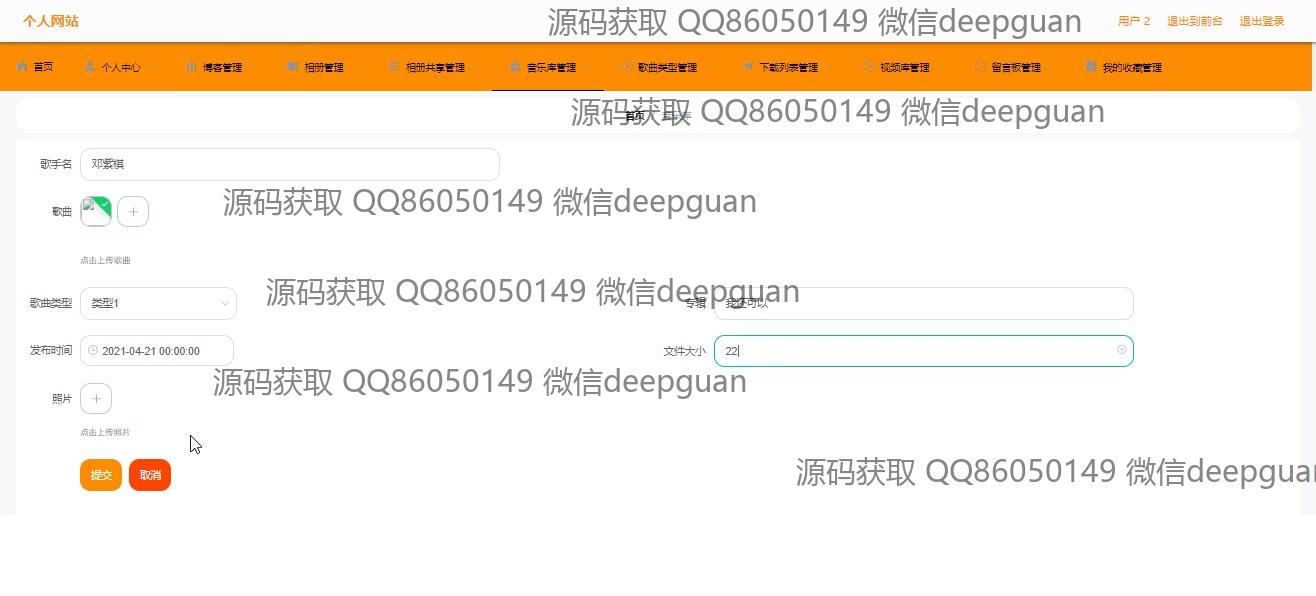 个人网站
源码获取 QQ86050149 微信deepguan
用户 2 退出到前台 退出登录
首页 个人中心 博客管理 相册管理 相册共享管理 音乐库管理 歌曲类型管理 下载列表管理 视频库管理 留言板管理 我的收藏管理
首页
源码获取 QQ86050149 微信deepguan
歌手名 邓紫棋
歌曲
源码获取 QQ86050149 微信deepguan
点击上传歌曲
歌曲类型 类型1 专辑 我还可以
源码获取 QQ86050149 微信deepguan
发布时间 2021-04-21 00:00:00 文件大小 22
源码获取 QQ86050149 微信deepguan
照片
点击上传照片
提交 取消
源码获取 QQ86050149 微信deepguan